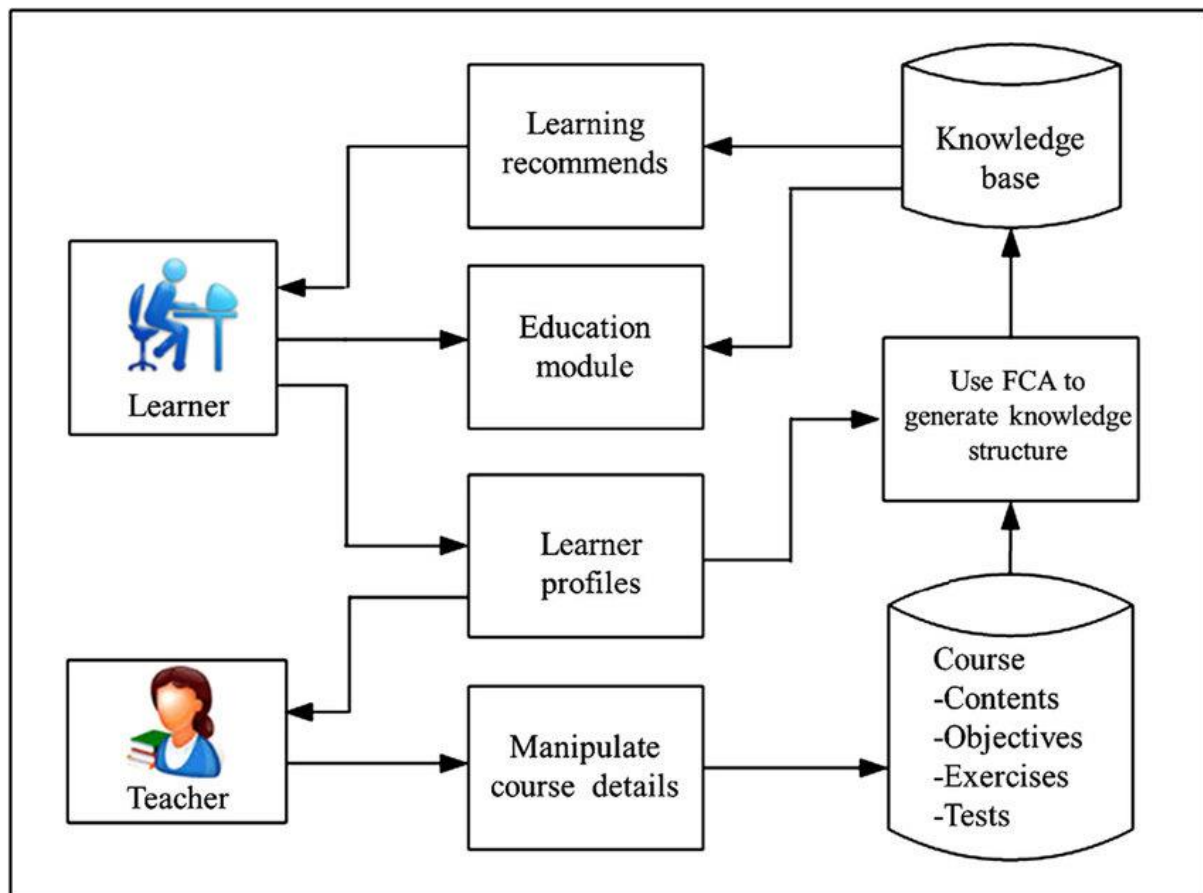 Learning
recommends
Knowledge
base
Learner
Education
module
Use FCA to
generate knowledge
structure
Learner
profiles
Teacher
Manipulate
course details
Course
-Contents
-Objectives
-Exercises
-Tests